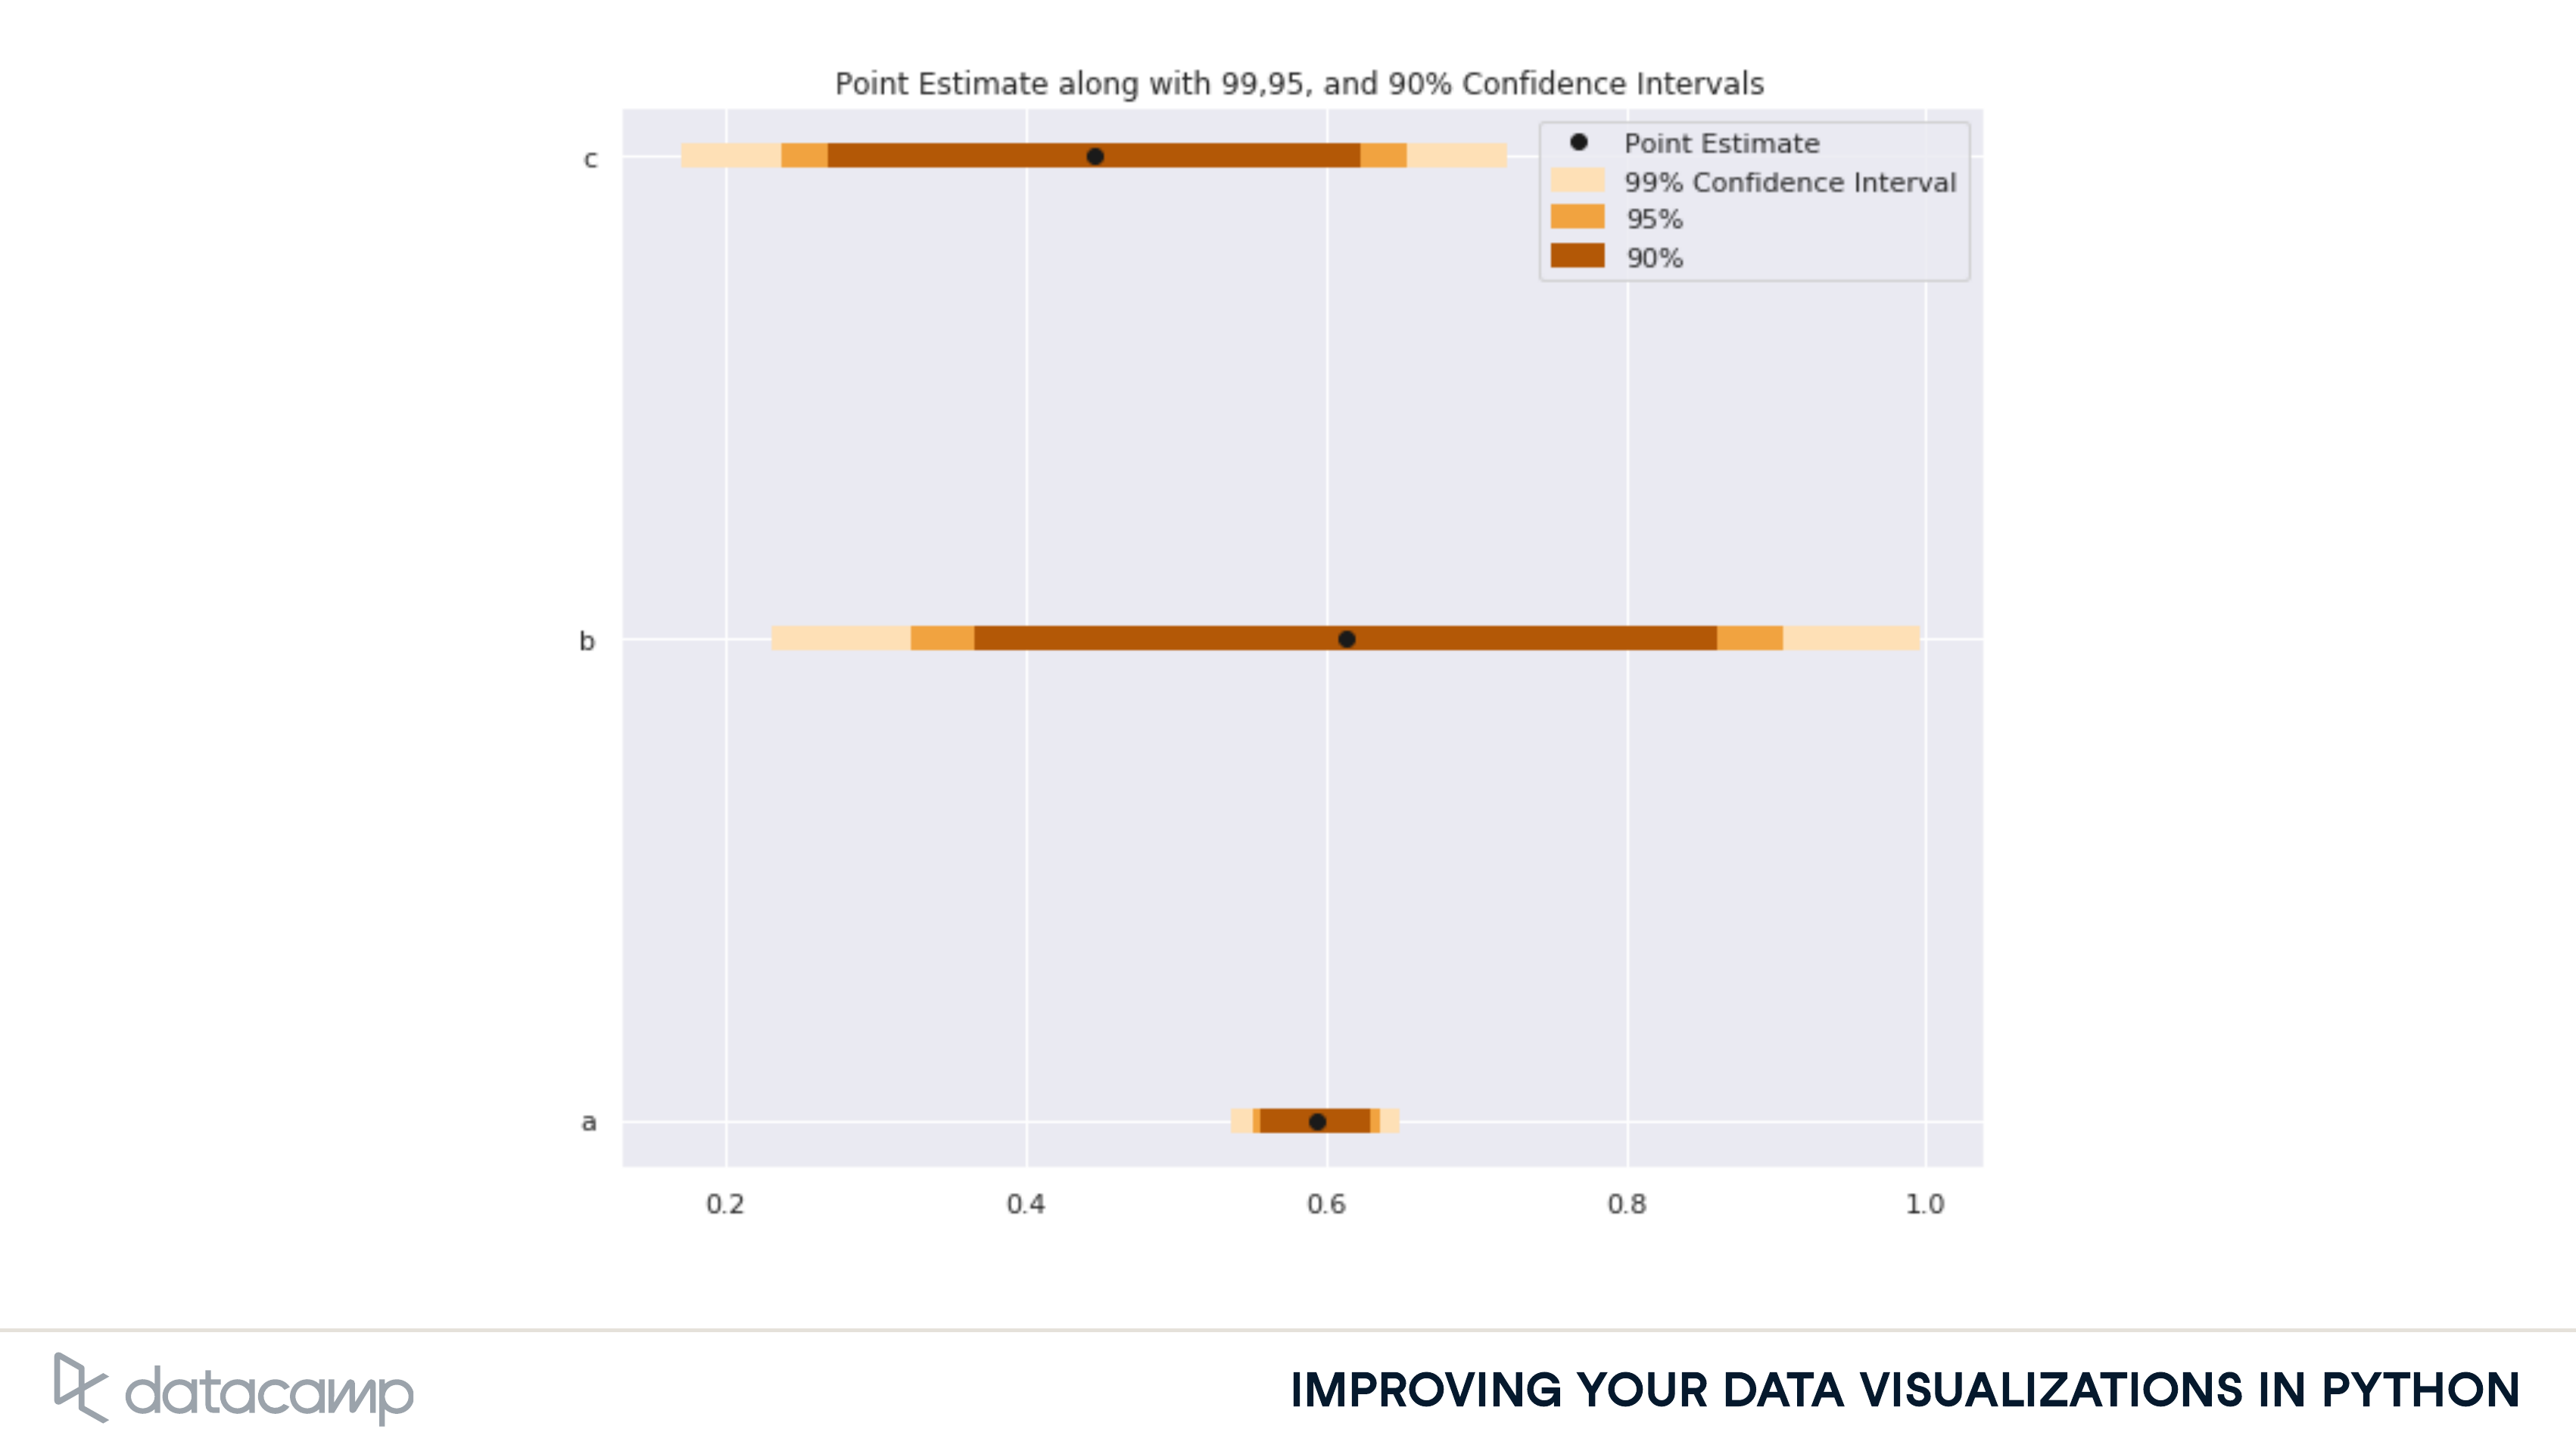 Point Estimate along with 99,95, and 90% Confidence Intervals
c
Point Estimate
99% Confidence Interval
95%
90%
b
a
0.2 0.4 0.6 0.8 1.0
datacamp
IMPROVING YOUR DATA VISUALIZATIONS IN PYTHON